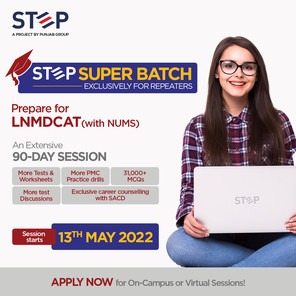 STEP
A PROJECT BY PUNJAB GROUP
STEP SUPER BATCH
EXCLUSIVELY FOR REPEATERS
Prepare for
LNMDCAT (with NUMS)
An Extensive
90-DAY SESSION
More Tests &
Worksheets
More PMC
Practice drills
31,000+
MCQs
More test
Discussions
Exclusive career counselling
with SACD
STEP
Session
starts
13TH MAY 2022
APPLY NOW for On-Campus or Virtual Sessions!